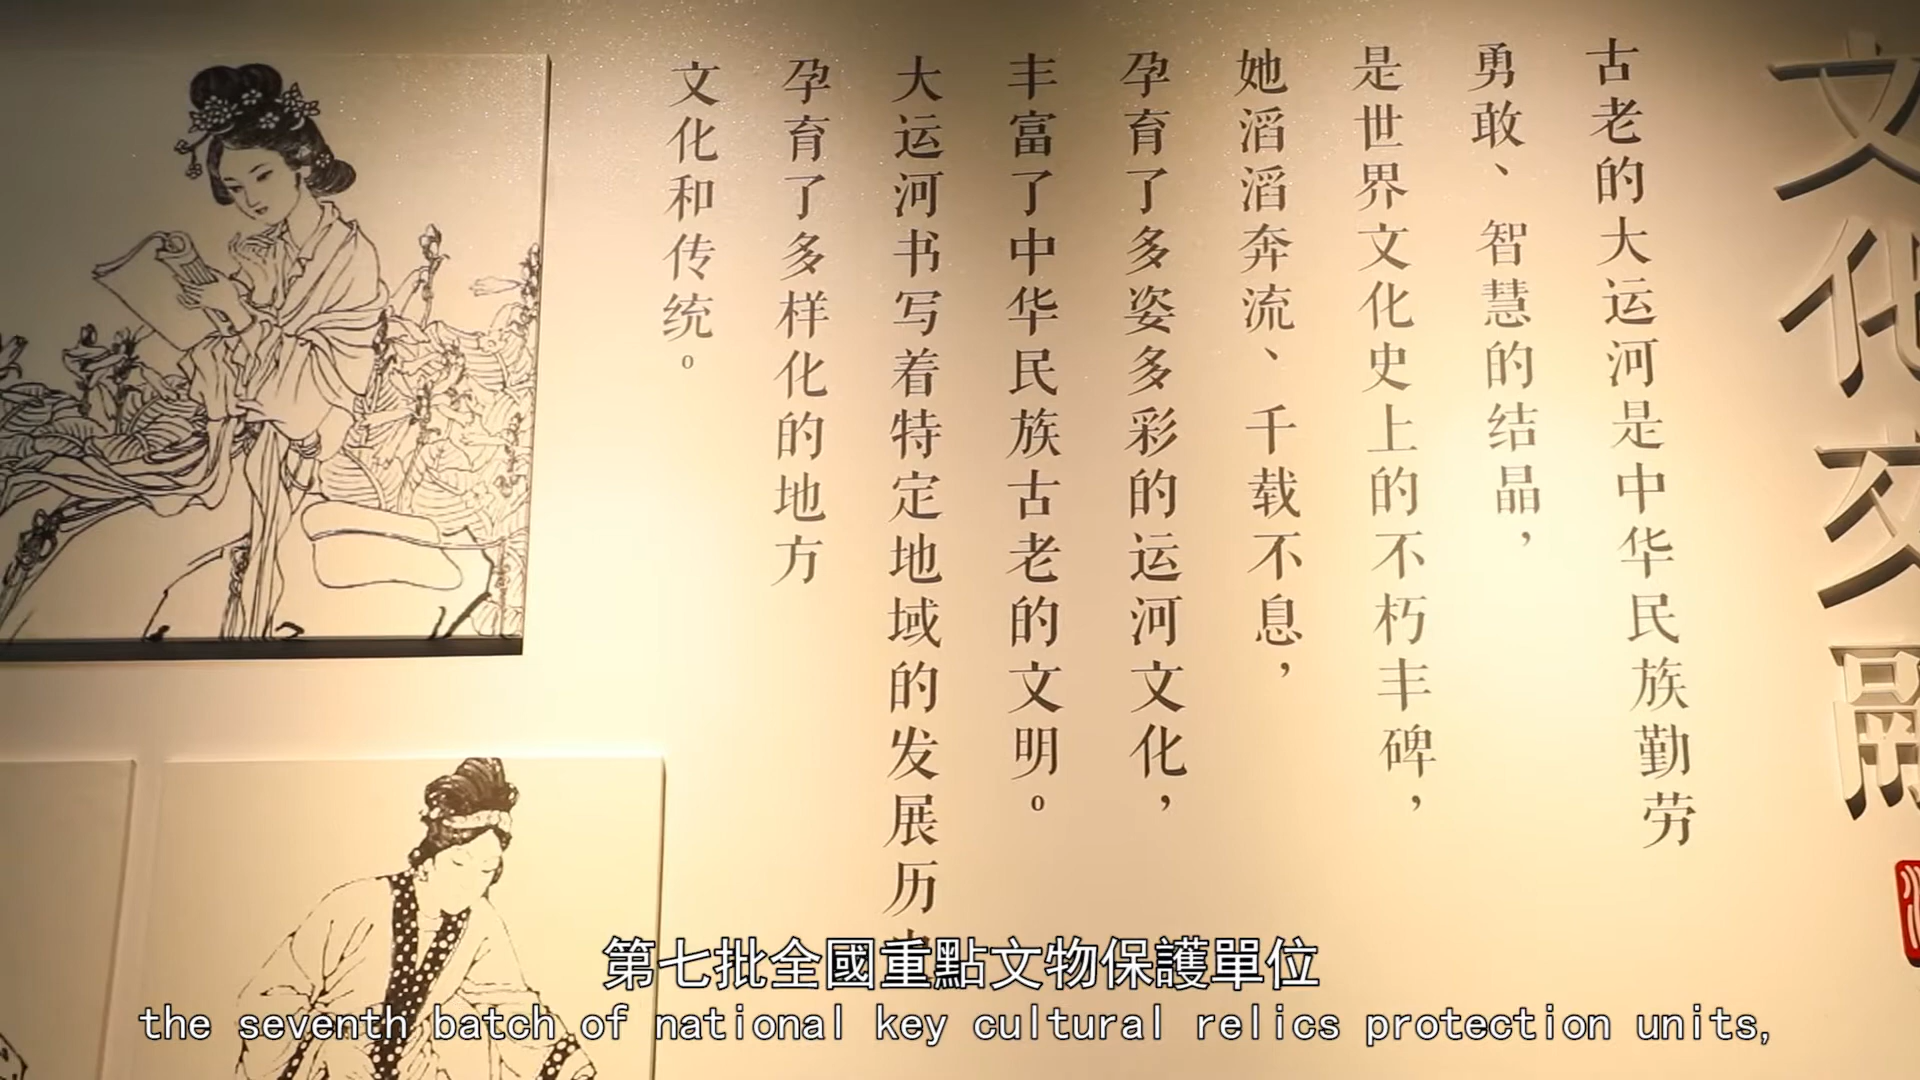 文化交融
古老的大运河是中华民族勤劳
勇敢、智慧的结晶，
是世界文化史上的不朽丰碑，
她滔滔奔流、千载不息，
孕育了多姿多彩的运河文化，
丰富了中华民族古老的文明。
大运河书写着特定地域的发展历史
孕育了多样化的地方
文化和传统。
第七批全國重點文物保護單位
the seventh batch of national key cultural relics protection units,